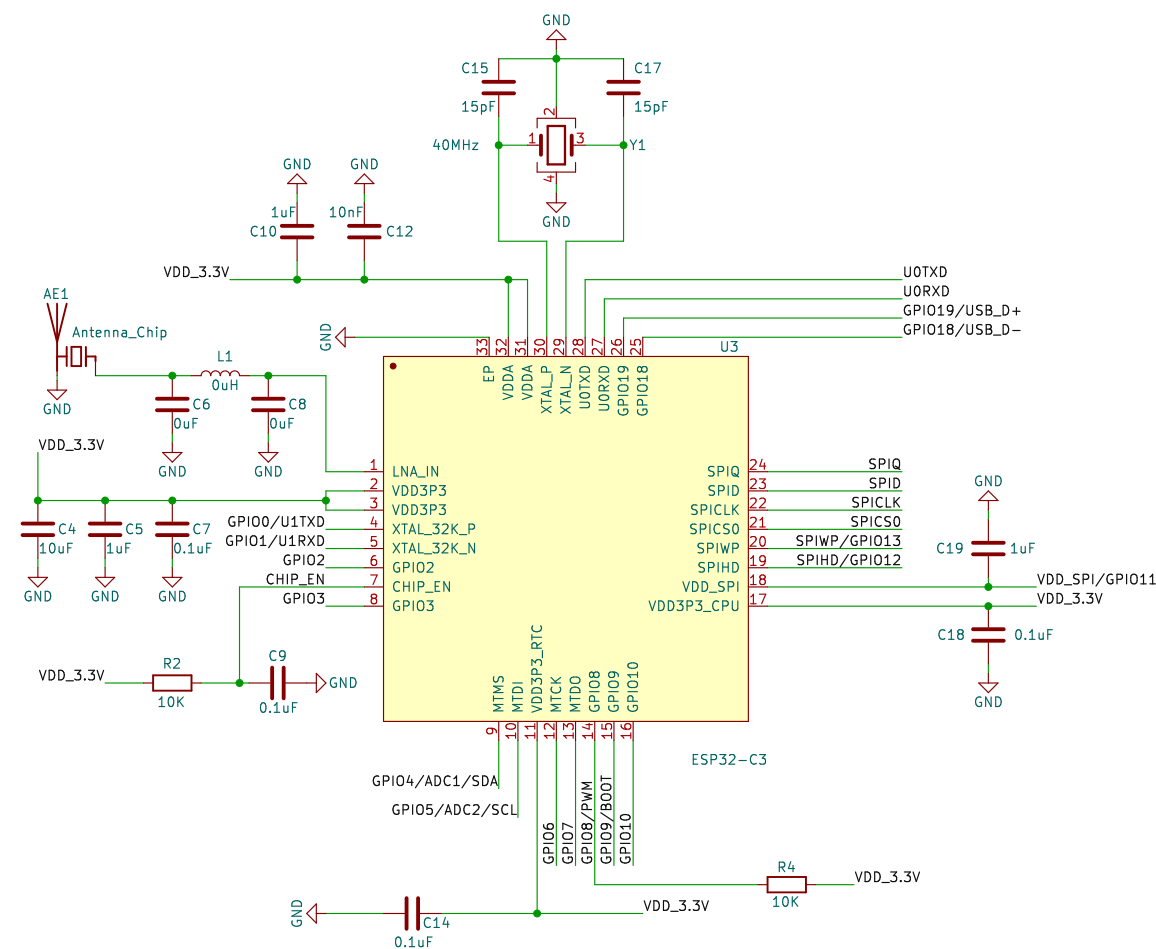 GND
C15
C17
15pF
15pF
2
40MHz
1
3
Y1
4
GND
GND
GND
1uF
10nF
C10
C12
VDD_3.3V
U0TXD
U0RXD
GPIO19/USB_D+
GPIO18/USB_D-
AE1
Antenna_Chip
GND
GND
33
32
31
30
29
28
27
26
25
U3
EP
VDDA
VDDA
XTAL_P
XTAL_N
U0TXD
U0RXD
GPIO19
GPIO18
L1
0uH
C6
0uF
C8
0uF
GND
GND
VDD_3.3V
1
LNA_IN
2
VDD3P3
3
VDD3P3
4
XTAL_32K_P
5
XTAL_32K_N
6
GPIO2
7
CHIP_EN
8
GPIO3
GPIO0/U1TXD
GPIO1/U1RXD
GPIO2
CHIP_EN
GPIO3
C4
10uF
C5
1uF
C7
0.1uF
GND
GND
GND
SPIQ
24
SPIQ
SPID
23
SPID
SPICLK
22
SPICLK
SPICS0
21
SPICS0
SPIWP
20
SPIWP/GPIO13
SPIHD
19
SPIHD/GPIO12
VDD_SPI
18
VDD_SPI/GPIO11
VDD3P3_CPU
17
VDD_3.3V
GND
C19
1uF
C18
0.1uF
GND
VDD_3.3V
R2
10K
C9
0.1uF
GND
MTMS
MTDI
VDD3P3_RTC
MTCK
MTDO
GPIO8
GPIO9
GPIO10
9
10
11
12
13
14
15
16
ESP32-C3
GPIO4/ADC1/SDA
GPIO5/ADC2/SCL
GPIO6
GPIO7
GPIO8/PWM
GPIO9/BOOT
GPIO10
R4
10K
VDD_3.3V
GND
C14
0.1uF
VDD_3.3V